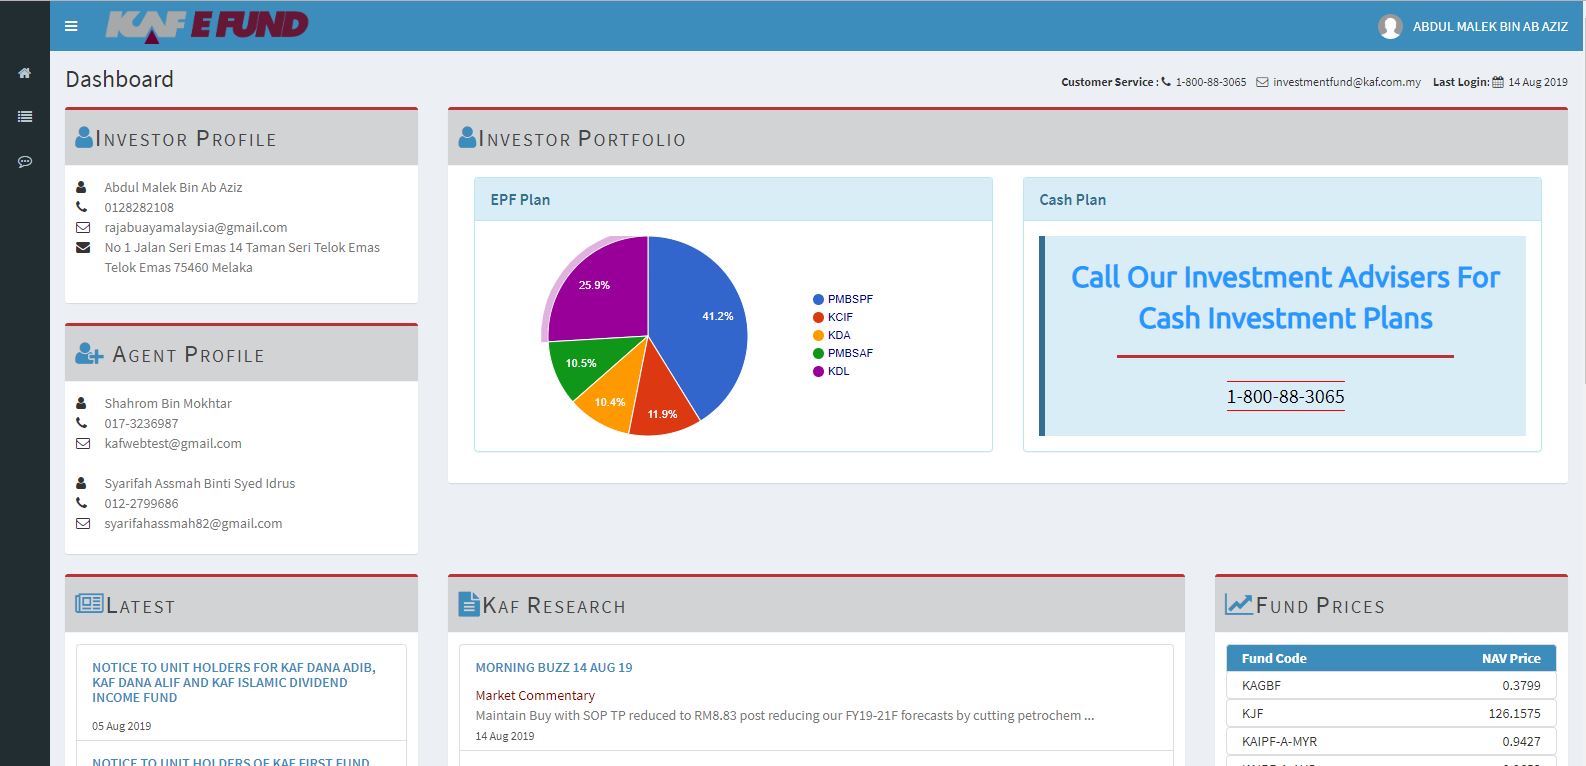 KAF E FUND
ABDUL MALEK BIN AB AZIZ
Dashboard
Customer Service : 1-800-88-3065 investmentfund@kaf.com.my Last Login: 14 Aug 2019
INVESTOR PROFILE
Abdul Malek Bin Ab Aziz
0128282108
rajabuayamalaysia@gmail.com
No 1 Jalan Seri Emas 14 Taman Seri Telok Emas
Telok Emas 75460 Melaka
AGENT PROFILE
Shahrom Bin Mokhtar
017-3236987
kafwebtest@gmail.com
Syarifah Assmah Binti Syed Idrus
012-2799686
syarifahassmah82@gmail.com
INVESTOR PORTFOLIO
EPF Plan
25.9%
41.2%
10.5%
10.4%
11.9%
PMBSPF
KCIF
KDA
PMBSAF
KDL
Cash Plan
Call Our Investment Advisers For
Cash Investment Plans
1-800-88-3065
LATEST
NOTICE TO UNIT HOLDERS FOR KAF DANA ADIB,
KAF DANA ALIF AND KAF ISLAMIC DIVIDEND
INCOME FUND
05 Aug 2019
NOTICE TO UNIT HOLDERS OF KAF FIRST FUND
KAF RESEARCH
MORNING BUZZ 14 AUG 19
Market Commentary
Maintain Buy with SOP TP reduced to RM8.83 post reducing our FY19-21F forecasts by cutting petrochem ...
14 Aug 2019
FUND PRICES
Fund Code NAV Price
KAGBF 0.3799
KJF 126.1575
KAIPF-A-MYR 0.9427